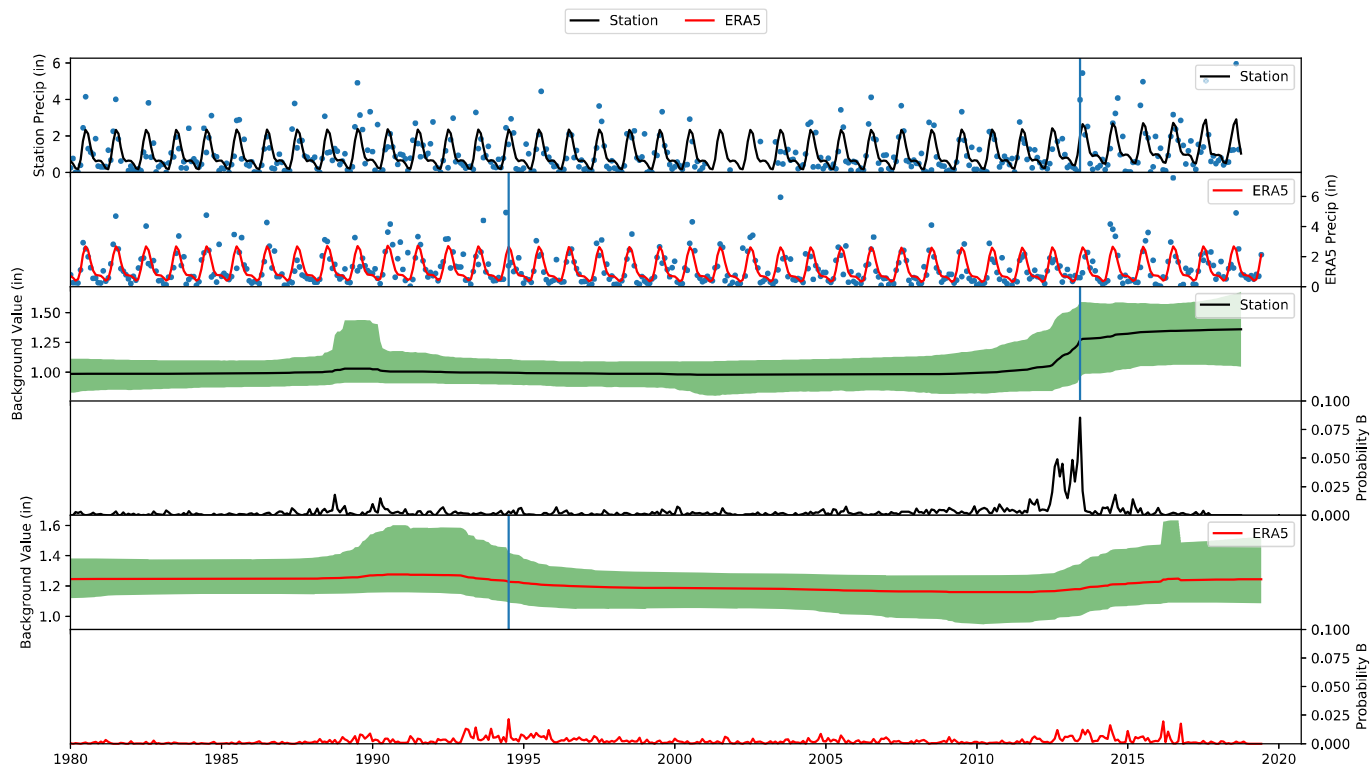 Station ERA5
Station Precip (in)
6
4
2
0
Station
ERA5 Precip (in)
6
4
2
0
ERA5
Background Value (in)
1.50
1.25
1.00
Station
Probability B
0.100
0.075
0.050
0.025
0.000
Background Value (in)
1.6
1.4
1.2
1.0
ERA5
Probability B
0.100
0.075
0.050
0.025
0.000
1980 1985 1990 1995 2000 2005 2010 2015 2020